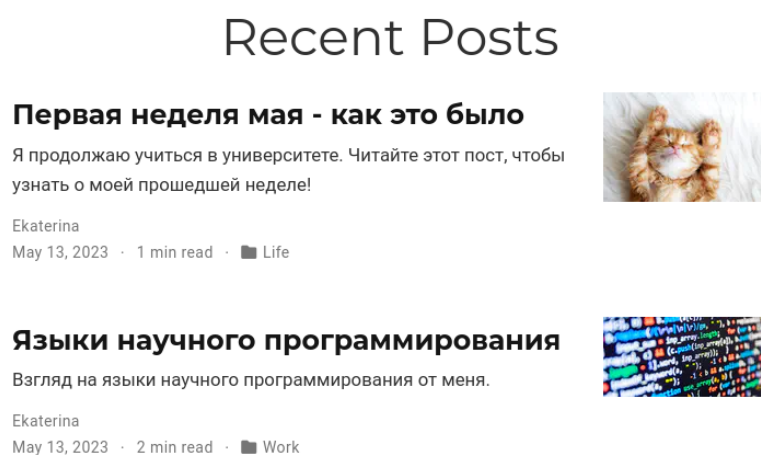 Recent Posts
Первая неделя мая - как это было
Я продолжаю учиться в университете. Читайте этот пост, чтобы
узнать о моей прошедшей неделе!
Ekaterina
May 13, 2023 · 1 min read · Life
Языки научного программирования
Взгляд на языки научного программирования от меня.
Ekaterina
May 13, 2023 · 2 min read · Work